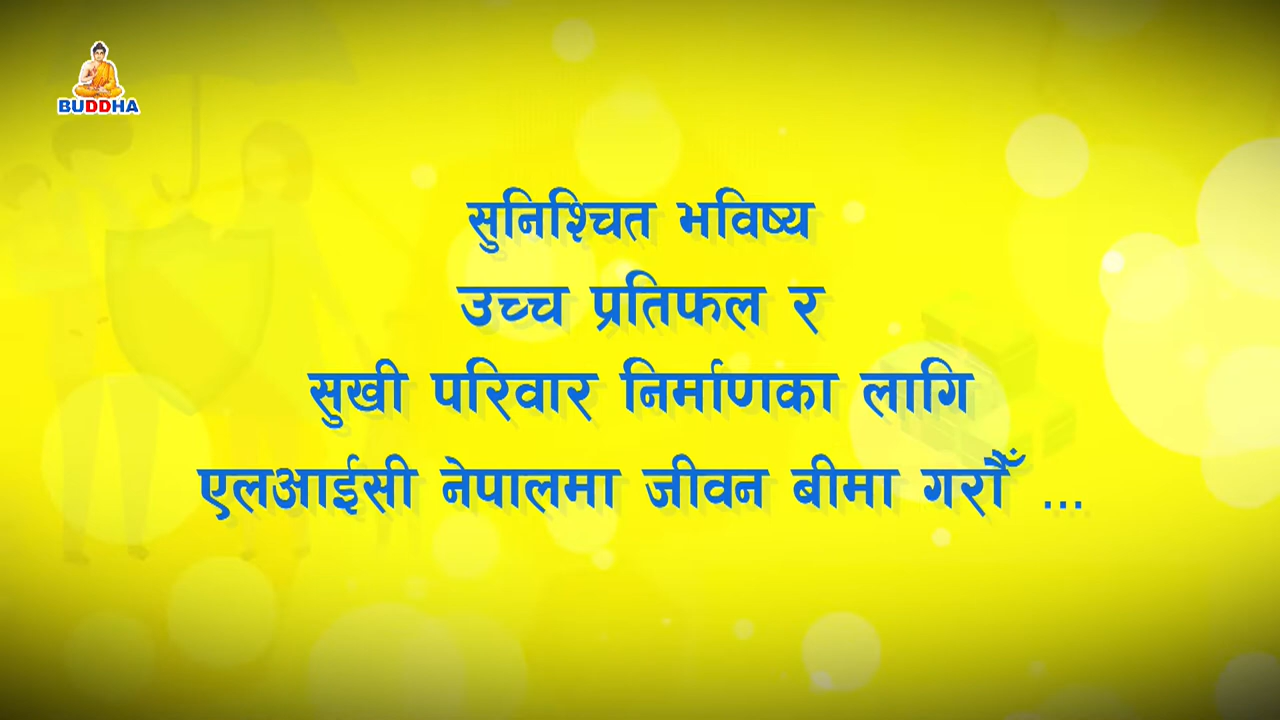 BUDDHA
सुनिश्चित भविष्य
उच्च प्रतिफल र
सुखी परिवार निर्माणका लागि
एलआईसी नेपालमा जीवन बीमा गरौँ ...